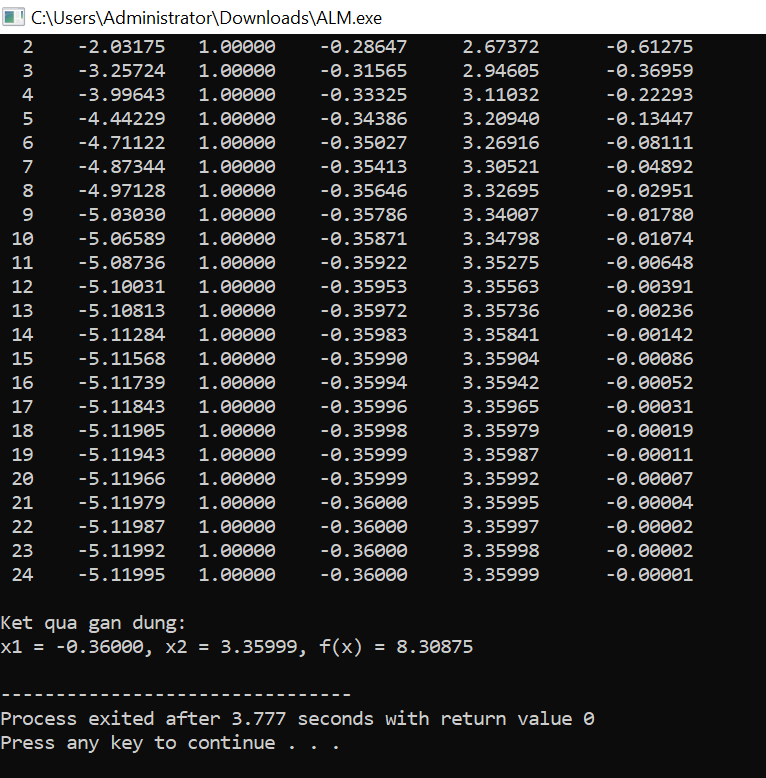 C:\Users\Administrator\Downloads\ALM.exe
2 -2.03175 1.00000 -0.28647 2.67372 -0.61275
3 -3.25724 1.00000 -0.31565 2.94605 -0.36959
4 -3.99643 1.00000 -0.33325 3.11032 -0.22293
5 -4.44229 1.00000 -0.34386 3.20940 -0.13447
6 -4.71122 1.00000 -0.35027 3.26916 -0.08111
7 -4.87344 1.00000 -0.35413 3.30521 -0.04892
8 -4.97128 1.00000 -0.35646 3.32695 -0.02951
9 -5.03030 1.00000 -0.35786 3.34007 -0.01780
10 -5.06589 1.00000 -0.35871 3.34798 -0.01074
11 -5.08736 1.00000 -0.35922 3.35275 -0.00648
12 -5.10031 1.00000 -0.35953 3.35563 -0.00391
13 -5.10813 1.00000 -0.35972 3.35736 -0.00236
14 -5.11284 1.00000 -0.35983 3.35841 -0.00142
15 -5.11568 1.00000 -0.35990 3.35904 -0.00086
16 -5.11739 1.00000 -0.35994 3.35942 -0.00052
17 -5.11843 1.00000 -0.35996 3.35965 -0.00031
18 -5.11905 1.00000 -0.35998 3.35979 -0.00019
19 -5.11943 1.00000 -0.35999 3.35987 -0.00011
20 -5.11966 1.00000 -0.35999 3.35992 -0.00007
21 -5.11979 1.00000 -0.36000 3.35995 -0.00004
22 -5.11987 1.00000 -0.36000 3.35997 -0.00002
23 -5.11992 1.00000 -0.36000 3.35998 -0.00002
24 -5.11995 1.00000 -0.36000 3.35999 -0.00001
Ket qua gan dung:
x1 = -0.36000, x2 = 3.35999, f(x) = 8.30875
--------------------------------
Process exited after 3.777 seconds with return value 0
Press any key to continue . . .